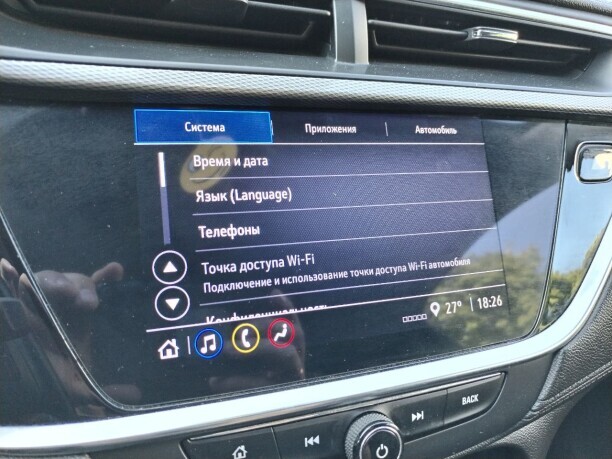 Система
Приложения
Автомобиль
Время и дата
Язык (Language)
Телефоны
Точка доступа Wi-Fi
Подключение и использование точки доступа Wi-Fi автомобиля
Конфиденциальность
27° 18:26
BACK